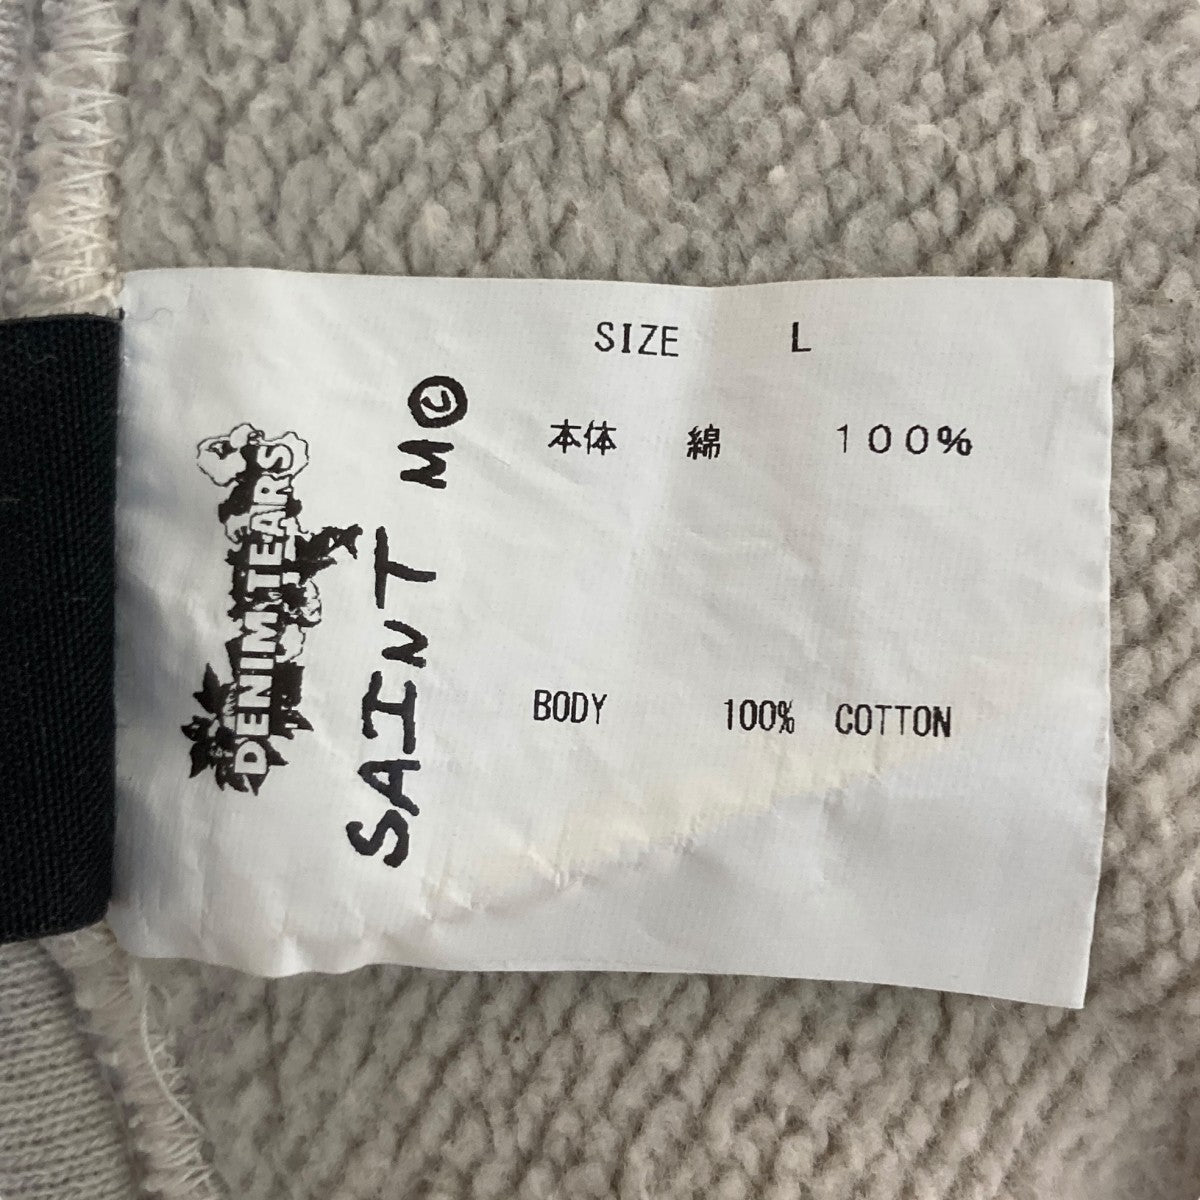 SIZE L
本体 綿 100%
BODY 100% COTTON
DENIM TEARS
SAINT M©